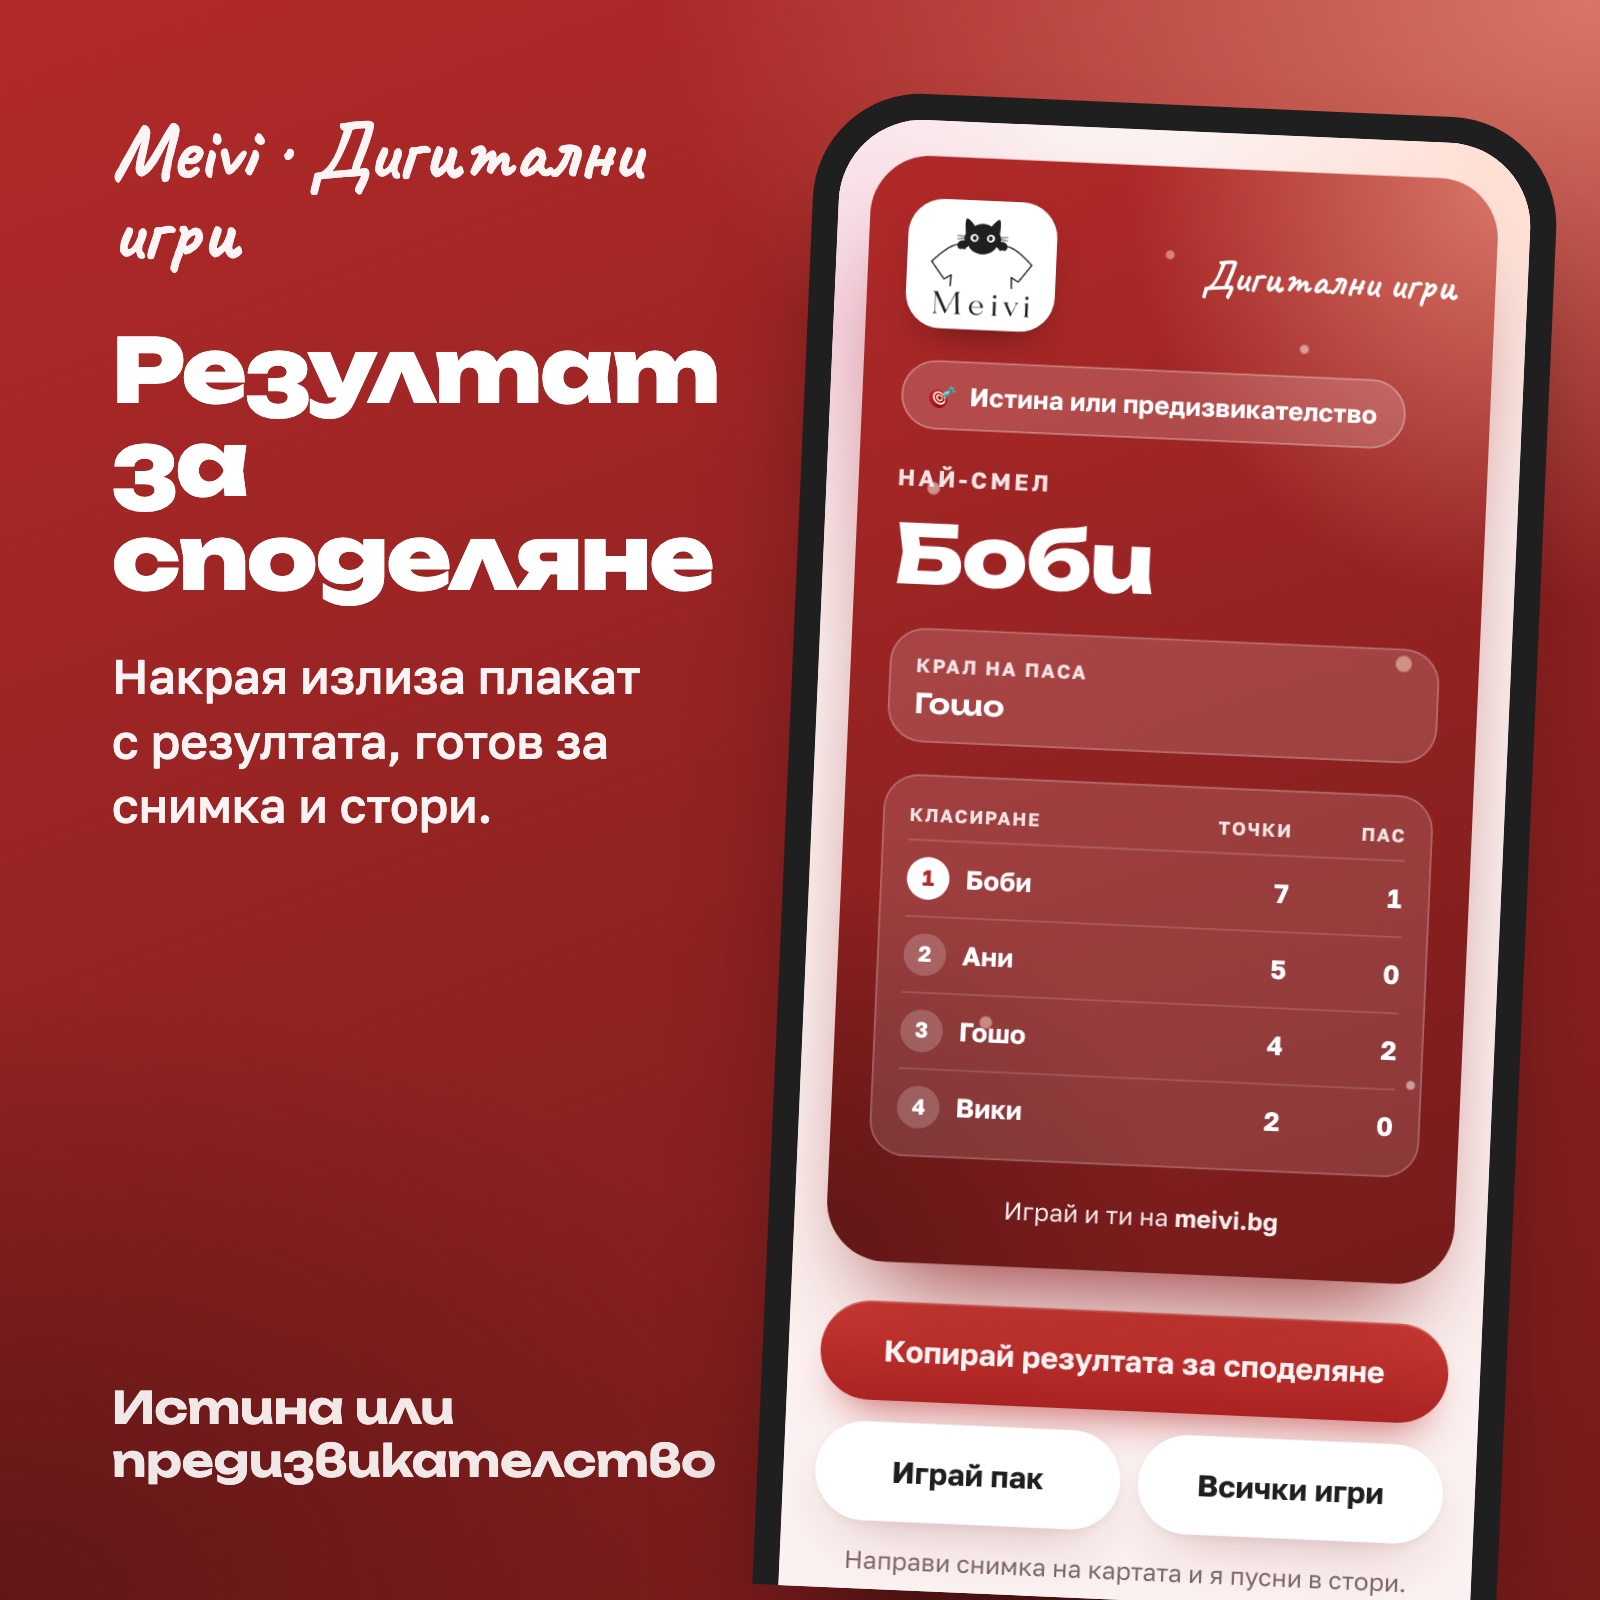 Meivi · Дигитални
игри
Резултат
за
споделяне
Накрая излиза плакат
с резултата, готов за
снимка и стори.
Истина или
предизвикателство
Meivi
Дигитални игри
Истина или предизвикателство
НАЙ-СМЕЛ
Боби
КРАЛ НА ПАСА
Гошо
КЛАСИРАНЕ ТОЧКИ ПАС
1 Боби 7 1
2 Ани 5 0
3 Гошо 4 2
4 Вики 2 0
Играй и ти на meivi.bg
Копирай резултата за споделяне
Играй пак Всички игри
Направи снимка на картата и я пусни в стори.